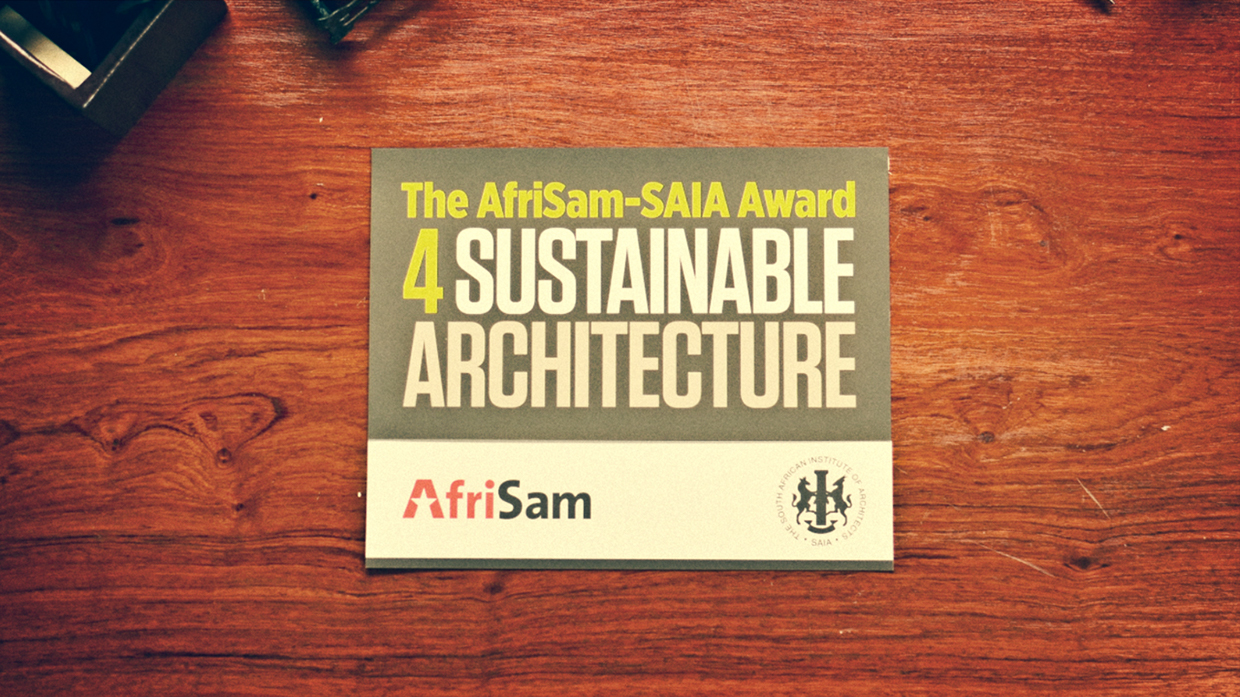 The AfriSam-SAIA Award
4 SUSTAINABLE
ARCHITECTURE
AfriSam
THE SOUTH AFRICAN INSTITUTE OF ARCHITECTS
• SAIA •